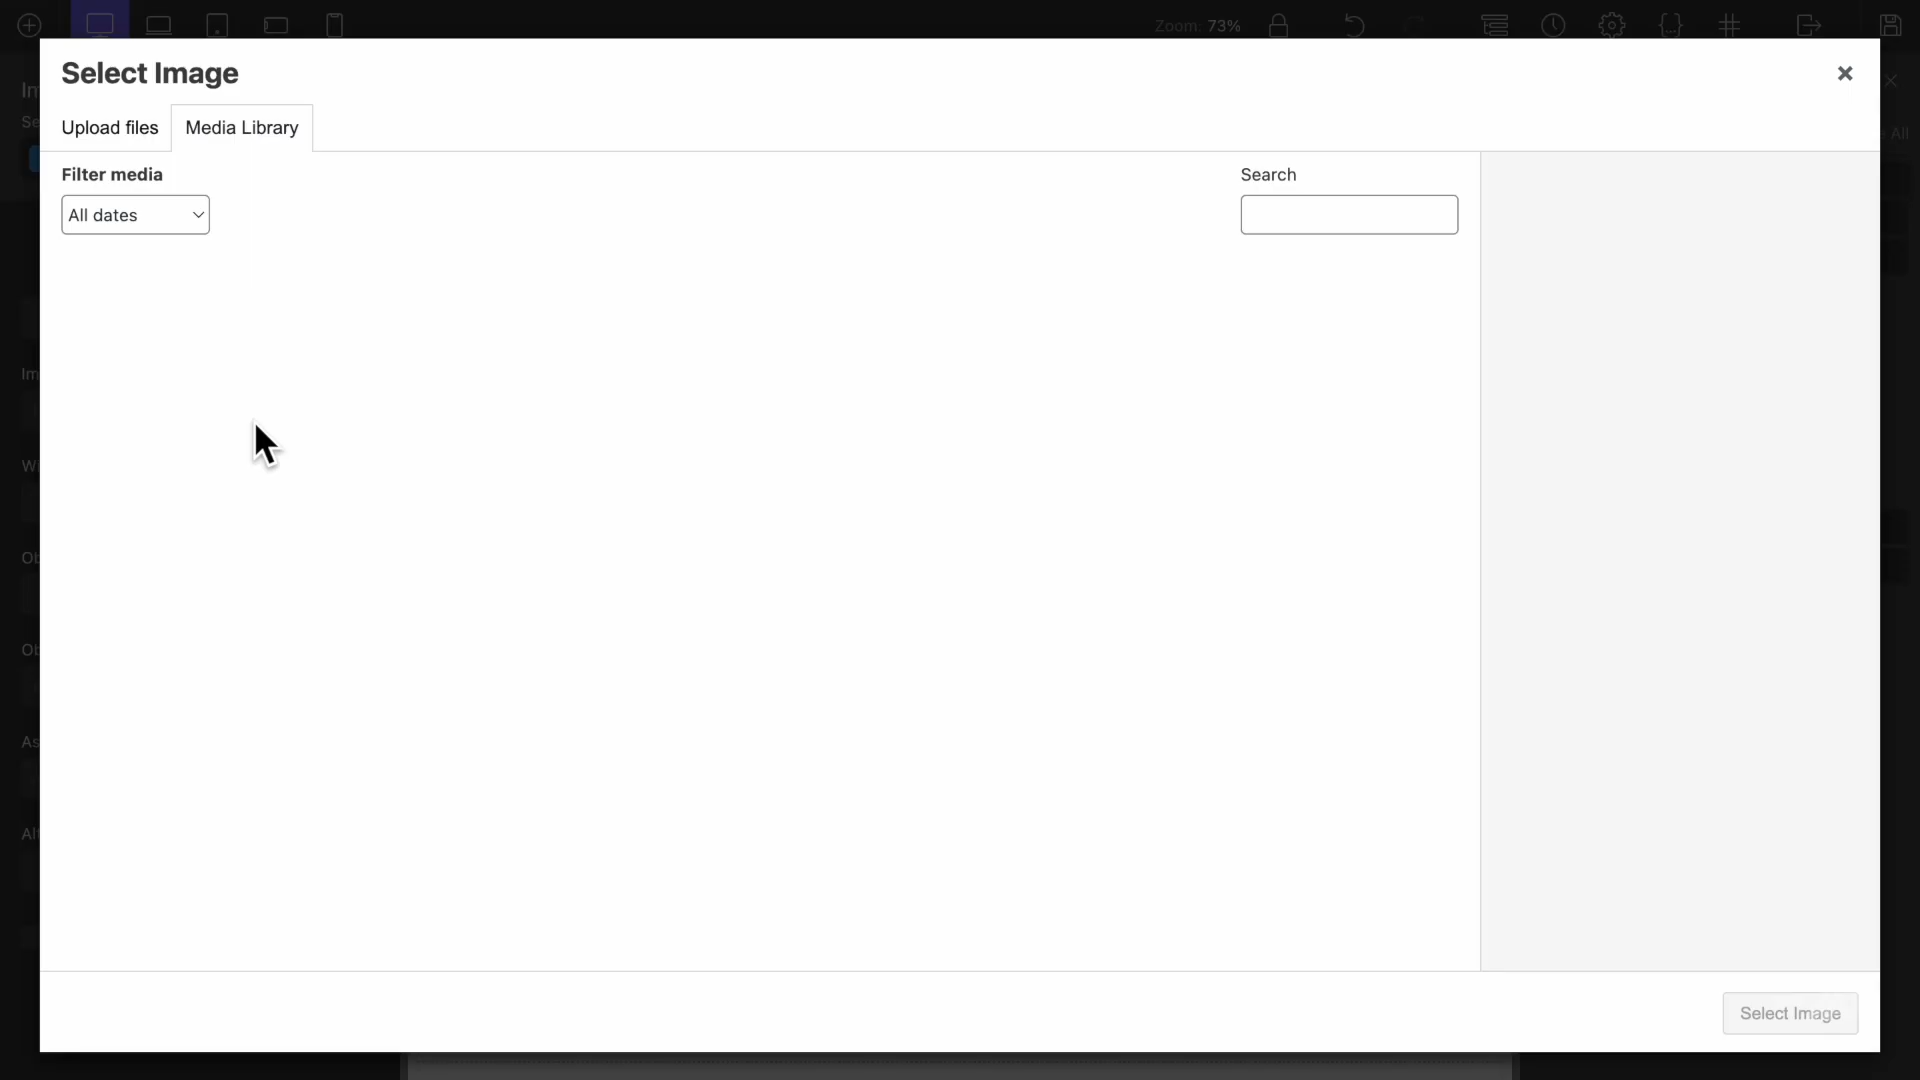 Zoom: 73%
Select Image
Upload files
Media Library
Filter media
Search
All dates
Select Image